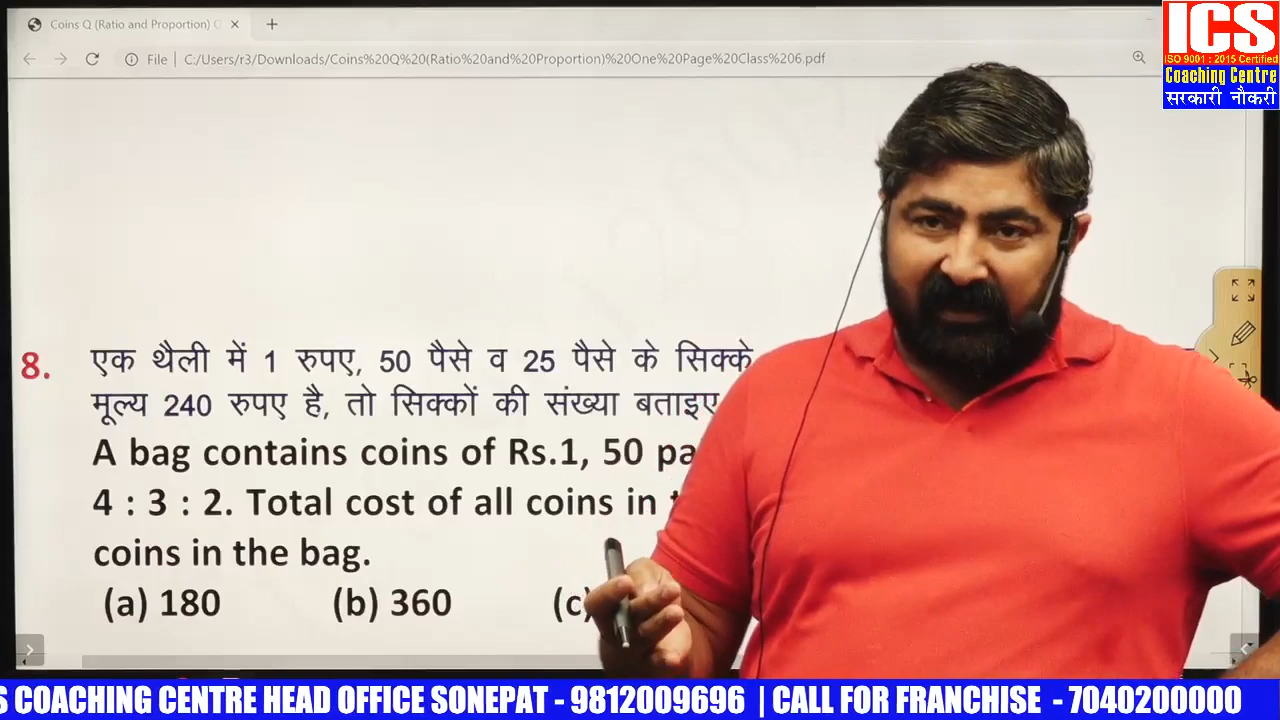 Coins Q (Ratio and Proportion) O
File
C:/Users/r3/Downloads/Coins%20Q%20(Ratio%20and%20Proportion)%20One%20Page%20Class%206.pdf
ICS
ISO 9001 : 2015 Certified
Coaching Centre
सरकारी नौकरी
8. एक थैली में 1 रुपए, 50 पैसे व 25 पैसे के सिक्के
मूल्य 240 रुपए है, तो सिक्कों की संख्या बताइए
A bag contains coins of Rs.1, 50 pa
4 : 3 : 2. Total cost of all coins in
coins in the bag.
(a) 180 (b) 360 (c)
S COACHING CENTRE HEAD OFFICE SONEPAT - 9812009696 | CALL FOR FRANCHISE - 7040200000